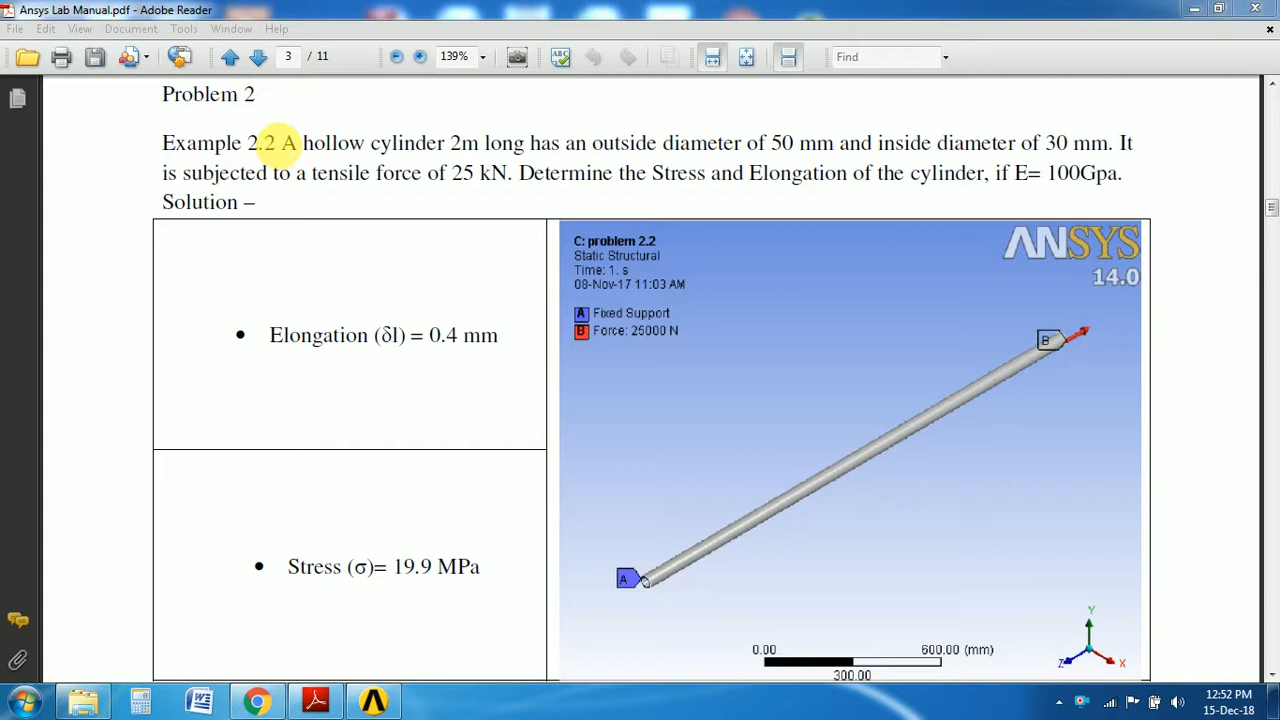 Ansys Lab Manual.pdf - Adobe Reader
File Edit View Document Tools Window Help
3 / 11 139% Find
Problem 2
Example 2.2 A hollow cylinder 2m long has an outside diameter of 50 mm and inside diameter of 30 mm. It
is subjected to a tensile force of 25 kN. Determine the Stress and Elongation of the cylinder, if E= 100Gpa.
Solution –
• Elongation (δl) = 0.4 mm
• Stress (σ)= 19.9 MPa
C: problem 2.2
Static Structural
Time: 1. s
08-Nov-17 11:03 AM
A Fixed Support
B Force: 25000 N
ANSYS
14.0
B
A
0.00 600.00 (mm)
300.00
Y
Z X
12:52 PM
15-Dec-18